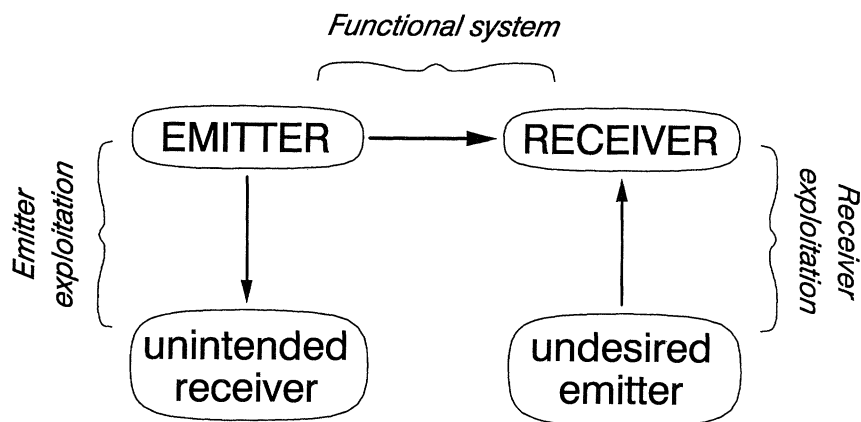 Functional system
EMITTER
RECEIVER
Emitter
exploitation
Receiver
exploitation
unintended
receiver
undesired
emitter